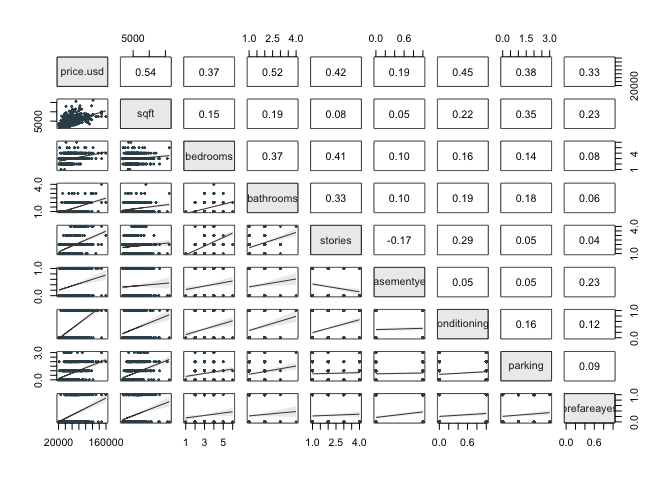 5000
1.0 2.5 4.0
0.0 0.6
0.0 1.5 3.0
price.usd 0.54 0.37 0.52 0.42 0.19 0.45 0.38 0.33
20000
5000
sqft 0.15 0.19 0.08 0.05 0.22 0.35 0.23
bedrooms 0.37 0.41 0.10 0.16 0.14 0.08
1 4
1.0 4.0
bathrooms 0.33 0.10 0.19 0.18 0.06
stories -0.17 0.29 0.05 0.04
1.0 4.0
0.0 1.0
asementye 0.05 0.05 0.23
onditioning 0.16 0.12
0.0 1.0
0.0 3.0
parking 0.09
prefareayes
0.0 1.0
20000 160000
1 3 5
1.0 2.5 4.0
0.0 0.6
0.0 0.6